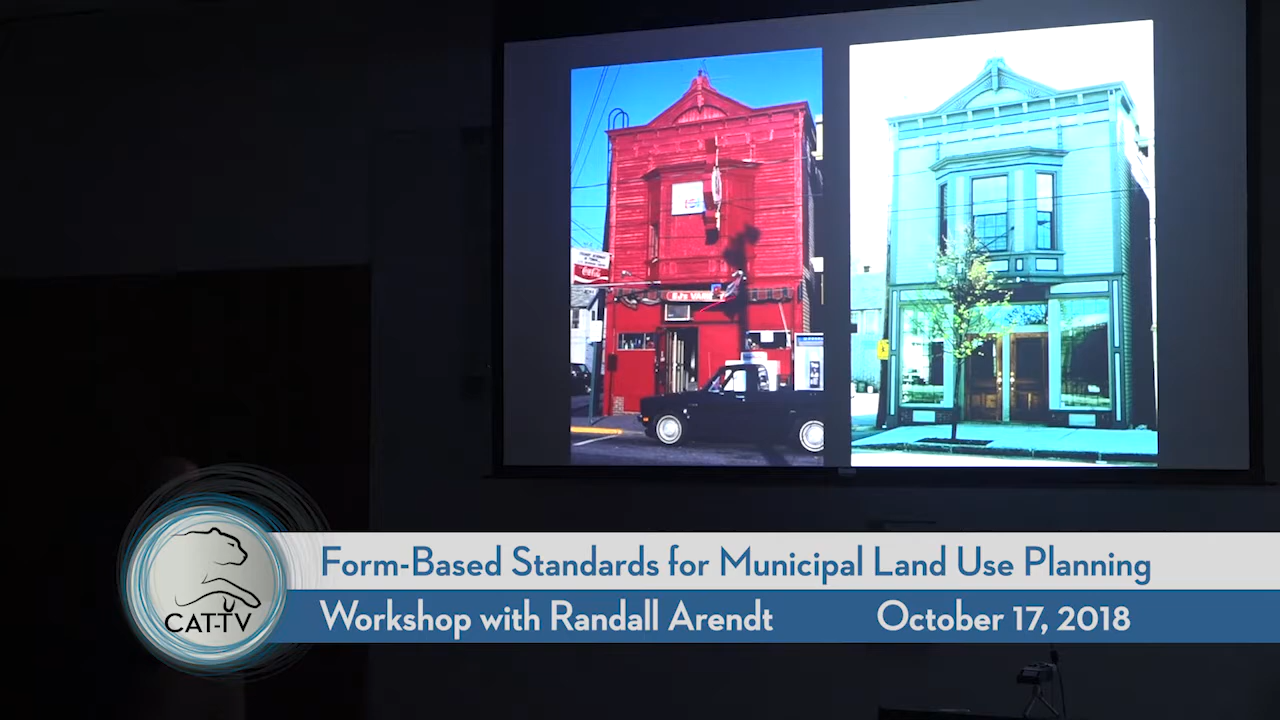 Coca-Cola
Form-Based Standards for Municipal Land Use Planning
Workshop with Randall Arendt
October 17, 2018
CAT-TV